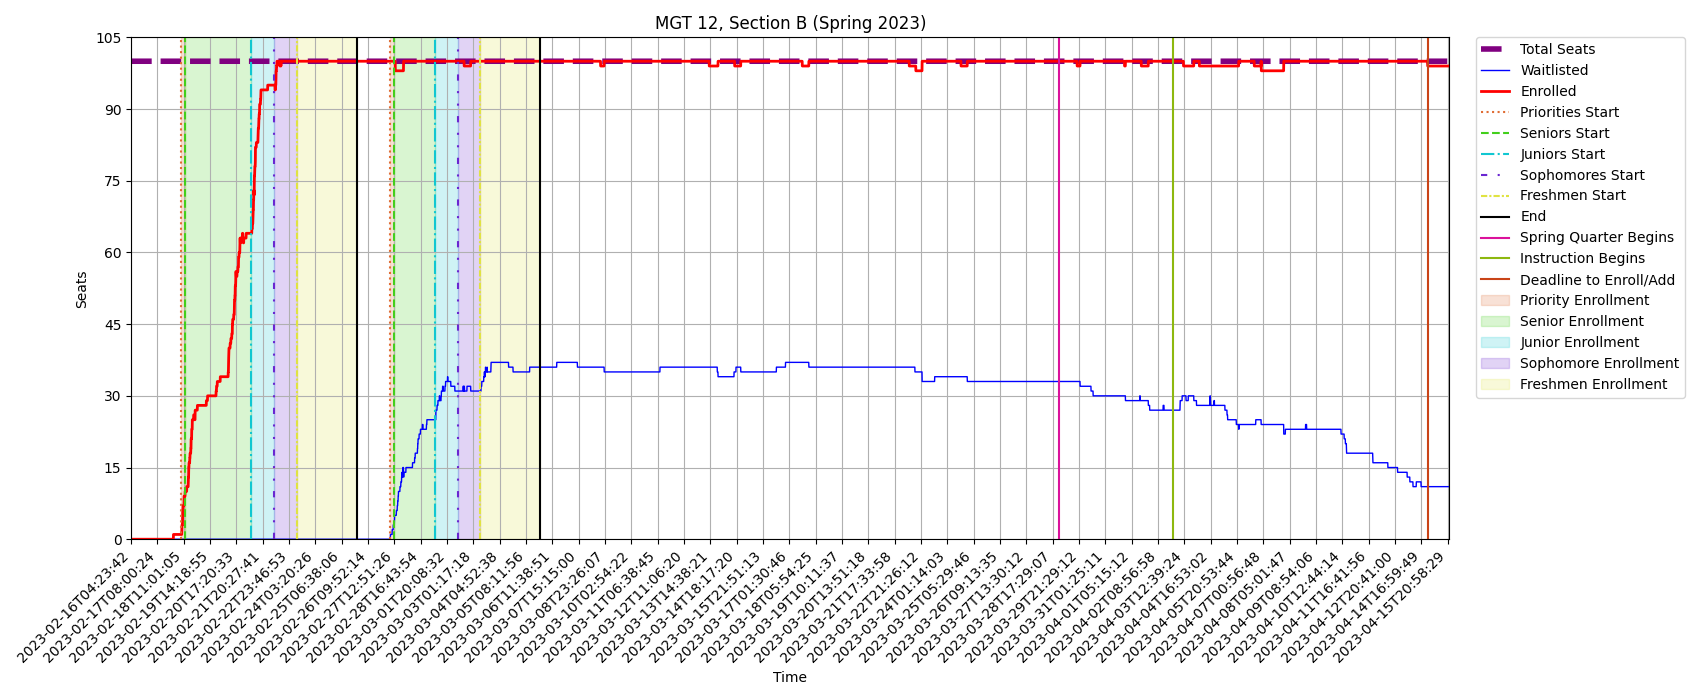 MGT 12, Section B (Spring 2023)
105
90
75
60
45
30
15
0
Seats
2023-02-16T04:23:42
2023-02-17T08:00:24
2023-02-18T11:01:05
2023-02-19T14:18:55
2023-02-20T17:20:33
2023-02-21T20:27:41
2023-02-22T23:46:53
2023-02-24T03:20:26
2023-02-25T06:38:06
2023-02-26T09:52:14
2023-02-27T12:51:26
2023-02-28T16:43:54
2023-03-01T20:08:32
2023-03-03T01:17:18
2023-03-04T04:52:38
2023-03-05T08:11:56
2023-03-06T11:38:51
2023-03-07T15:15:00
2023-03-08T23:26:07
2023-03-10T02:54:22
2023-03-11T06:38:45
2023-03-12T11:06:20
2023-03-13T14:38:21
2023-03-14T18:17:20
2023-03-15T21:51:13
2023-03-17T01:30:46
2023-03-18T05:54:25
2023-03-19T10:11:37
2023-03-20T13:51:18
2023-03-21T17:33:58
2023-03-22T21:26:12
2023-03-24T01:14:03
2023-03-25T05:29:46
2023-03-26T09:13:35
2023-03-27T13:30:12
2023-03-28T17:29:07
2023-03-29T21:29:12
2023-03-31T01:25:11
2023-04-01T05:15:12
2023-04-02T08:56:58
2023-04-03T12:39:24
2023-04-04T16:53:02
2023-04-05T20:53:44
2023-04-07T00:56:48
2023-04-08T05:01:47
2023-04-09T08:54:06
2023-04-10T12:44:14
2023-04-11T16:41:56
2023-04-12T20:41:00
2023-04-14T16:59:49
2023-04-15T20:58:29
Time
Total Seats
Waitlisted
Enrolled
Priorities Start
Seniors Start
Juniors Start
Sophomores Start
Freshmen Start
End
Spring Quarter Begins
Instruction Begins
Deadline to Enroll/Add
Priority Enrollment
Senior Enrollment
Junior Enrollment
Sophomore Enrollment
Freshmen Enrollment